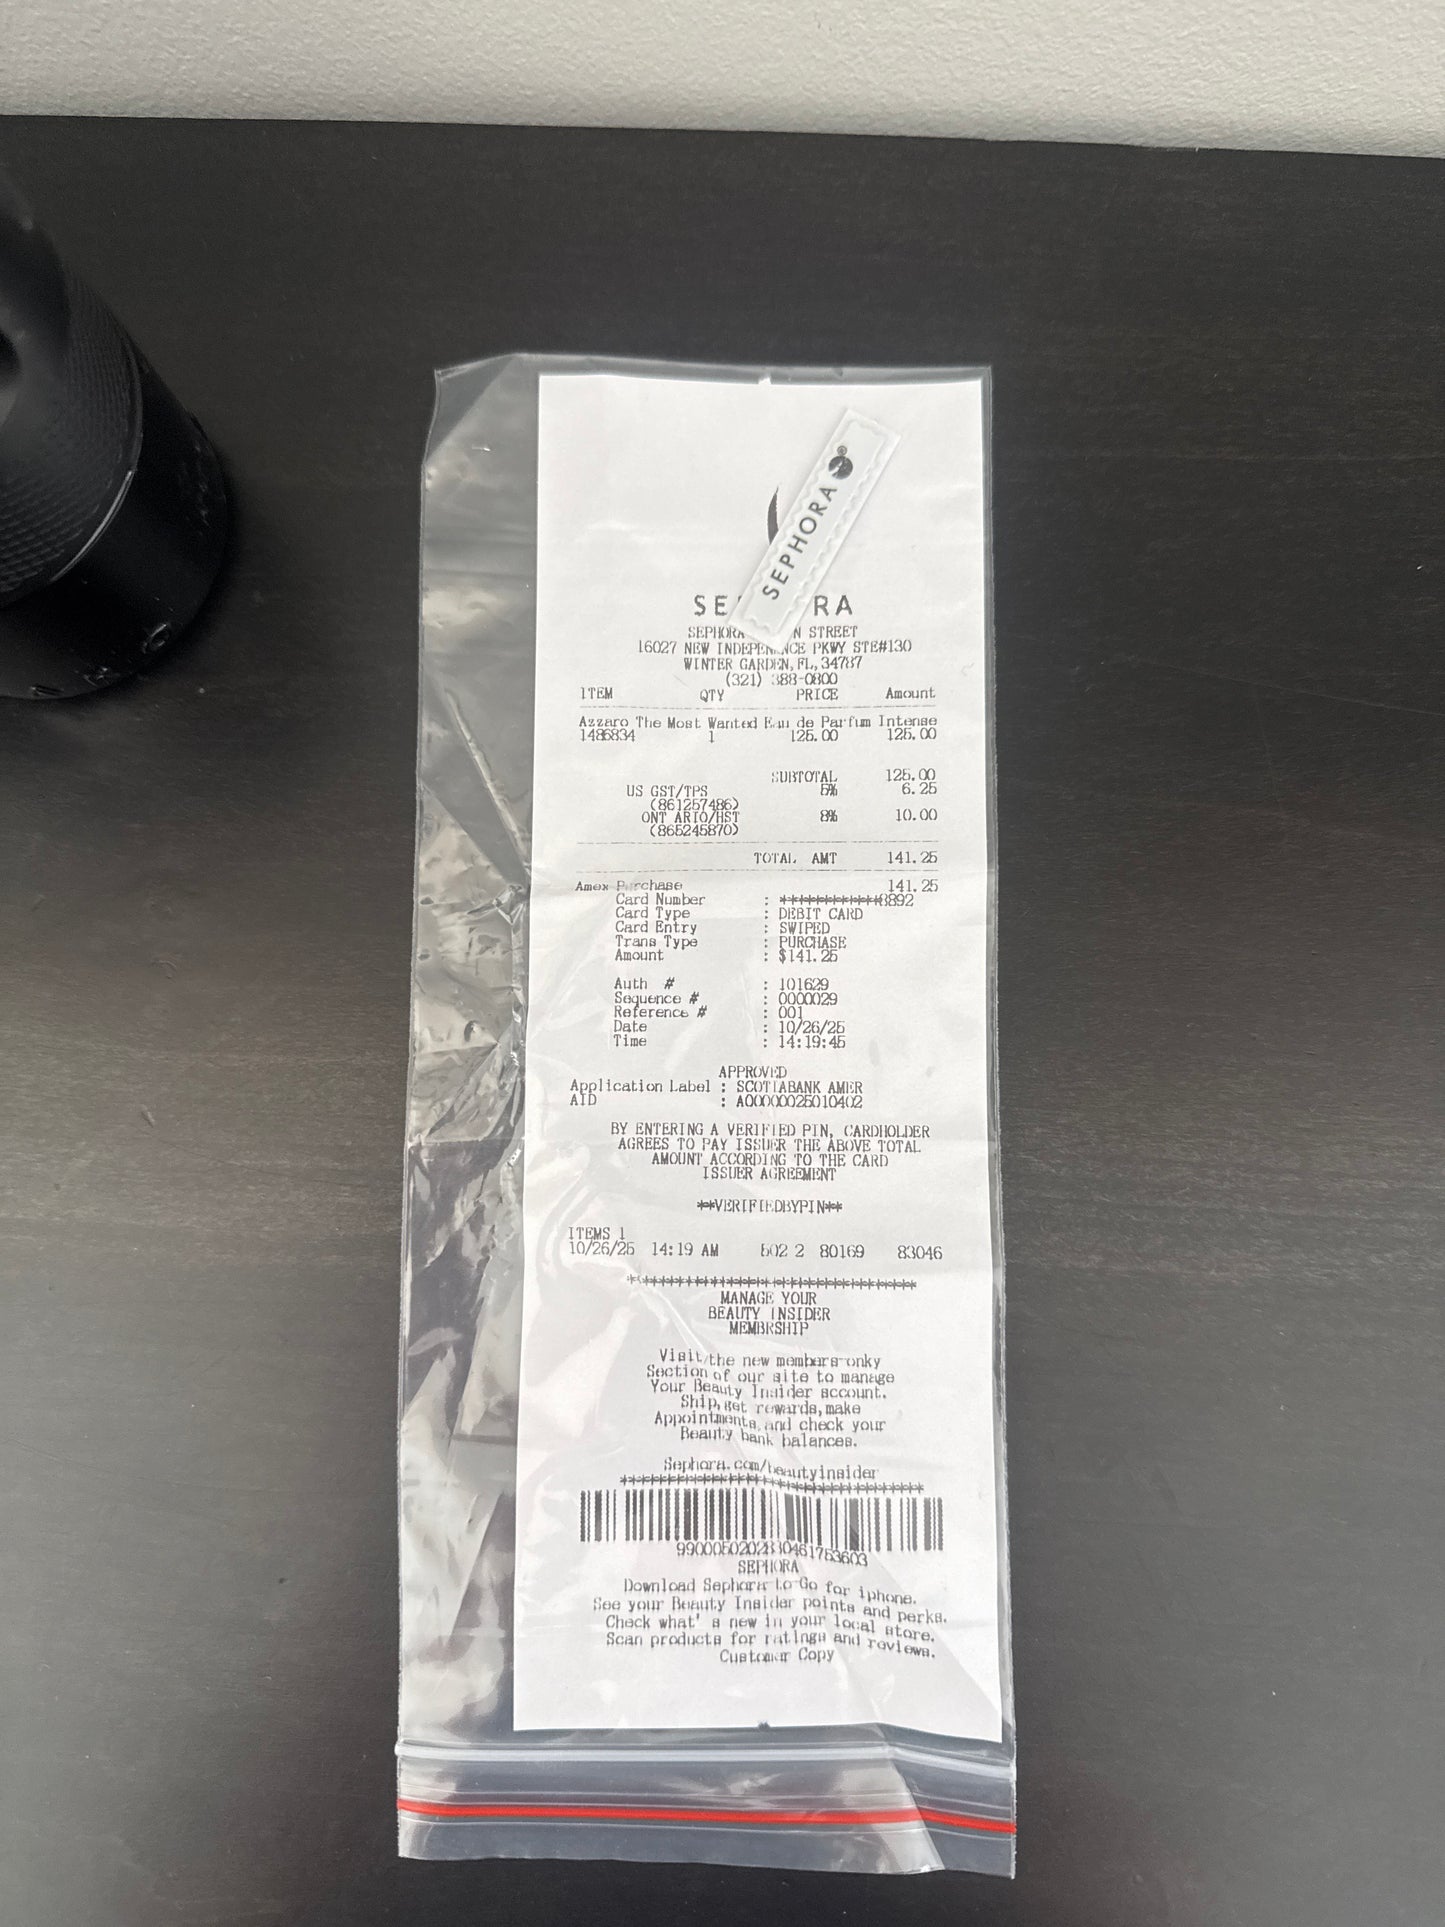 SEPHORA
SE RA
SEPHORA N STREET
16027 NEW INDEPEN NCE PKWY STE#130
WINTER GARDEN, FL, 34787
(321) 388-0800
ITEM QTY PRICE Amount
Azzaro The Most Wanted Eau de Parfum Intense
1486834 1 125.00 125.00
SUBTOTAL 125.00
US GST/TPS 5% 6.25
(861257486)
ONT ARIO/HST 8% 10.00
(865245870)
TOTAL AMT 141.25
Amex Purchase 141.25
Card Number : ************8892
Card Type : DEBIT CARD
Card Entry : SWIPED
Trans Type : PURCHASE
Amount : $141.25
Auth # : 101629
Sequence # : 0000029
Reference # : 001
Date : 10/26/25
Time : 14:19:45
APPROVED
Application Label : SCOTIABANK AMER
AID : A00000025010402
BY ENTERING A VERIFIED PIN, CARDHOLDER
AGREES TO PAY ISSUER THE ABOVE TOTAL
AMOUNT ACCORDING TO THE CARD
ISSUER AGREEMENT
**VERIFIEDBYPIN**
ITEMS 1
10/26/25 14:19 AM 502 2 80169 83046
********************************
MANAGE YOUR
BEAUTY INSIDER
MEMBRSHIP
Visit/the new members-onky
Section of our site to manage
Your Beauty Insider account.
Ship, get rewards, make
Appointments, and check your
Beauty bank balances.
Sephora.com/beautyinsider
********************************
9900050202830461753603
SEPHORA
Download Sephora to Go for iphone.
See your Beauty Insider points and perks.
Check what's new in your local store.
Scan products for ratings and reviews.
Customer Copy